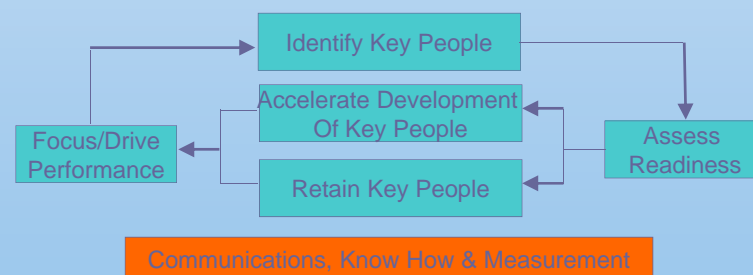 Identify Key People
Accelerate Development
Of Key People
Focus/Drive
Performance
Assess
Readiness
Retain Key People
Communications, Know How & Measurement